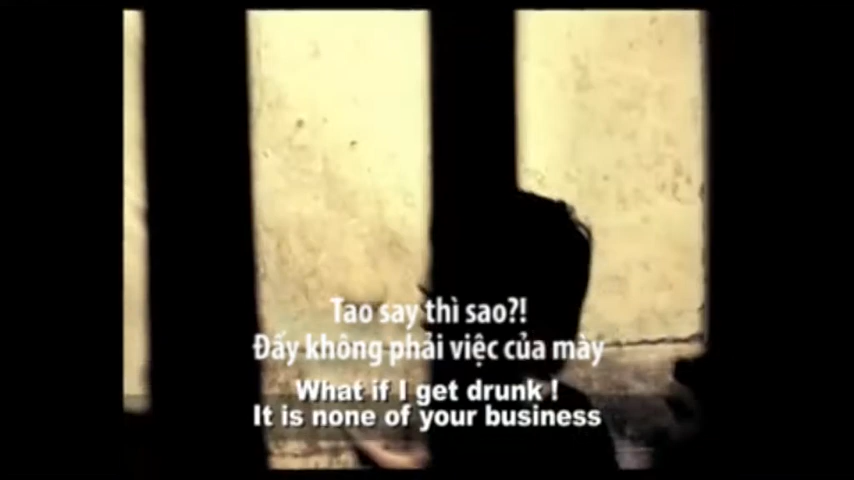 Tao say thì sao?!
Đấy không phải việc của mày
What if I get drunk !
It is none of your business